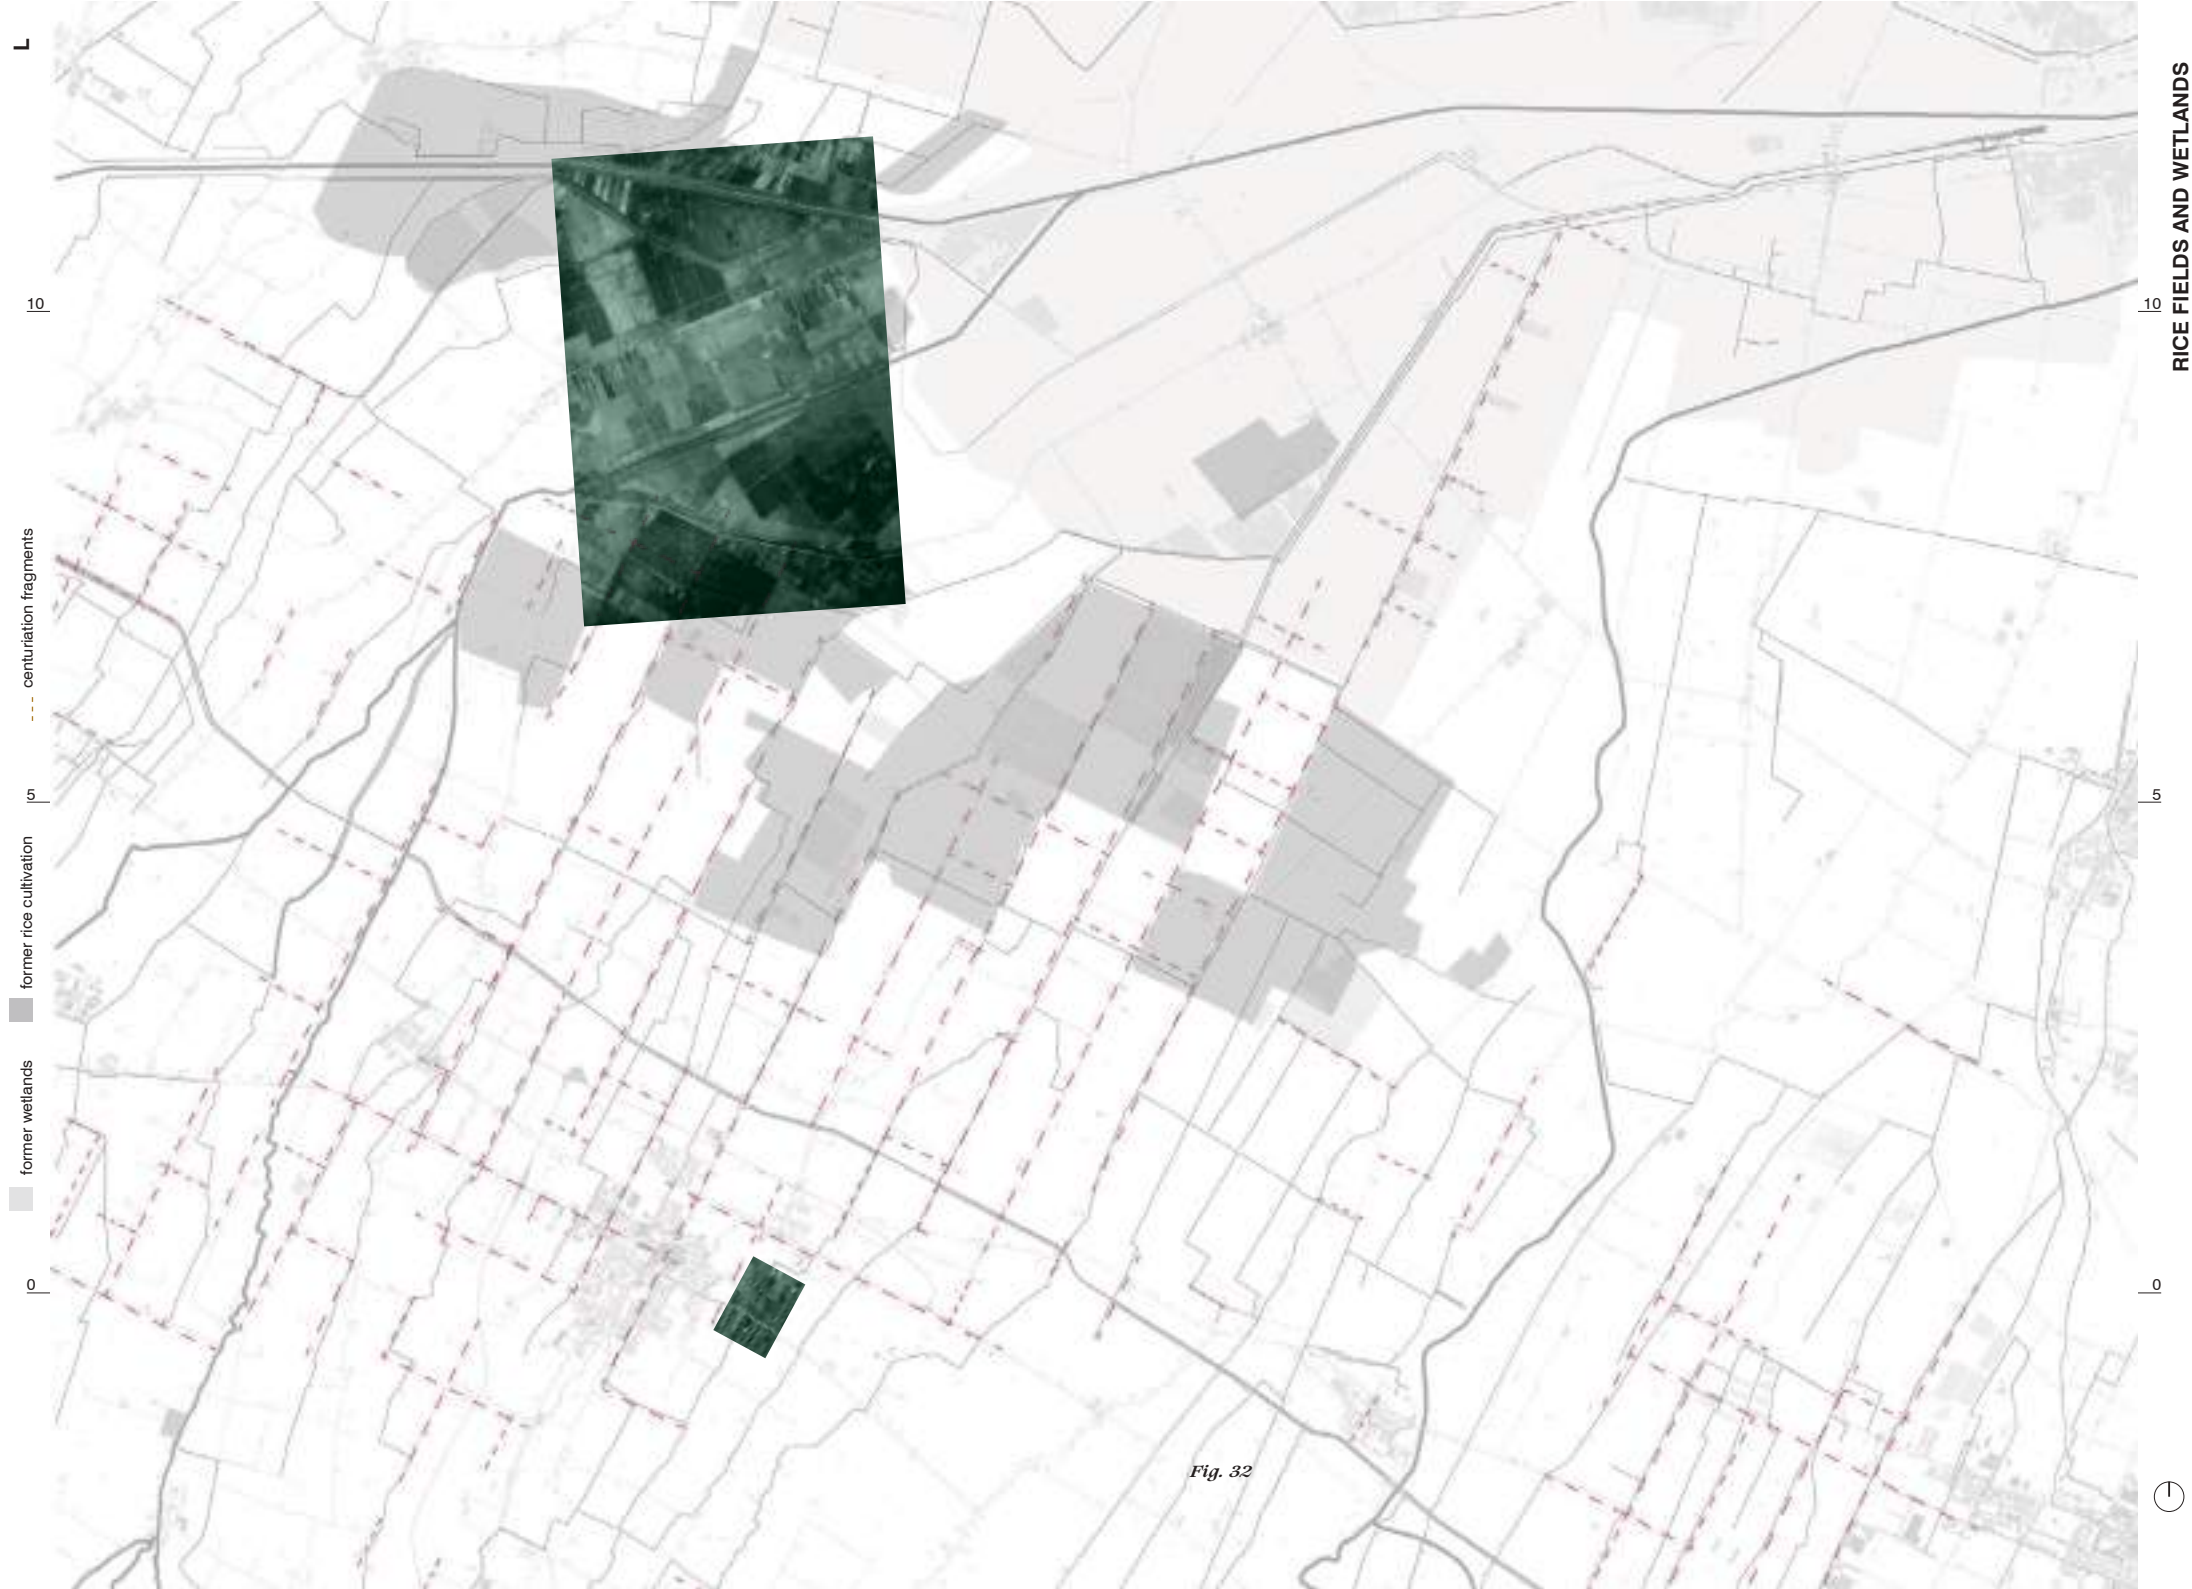 L
RICE FIELDS AND WETLANDS
10
10
centuriation fragments
5
5
former rice cultivation
former wetlands
0
0
Fig. 32